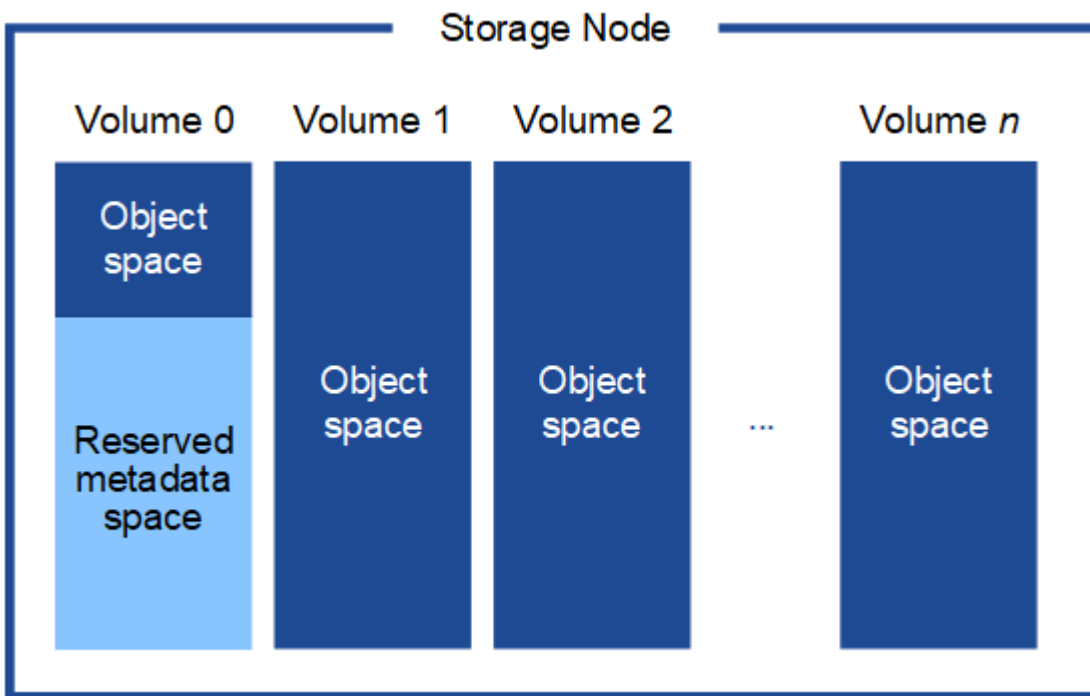 Storage Node
Volume 0
Volume 1
Volume 2
Volume n
Object
space
Reserved
metadata
space
Object
space
Object
space
...
Object
space